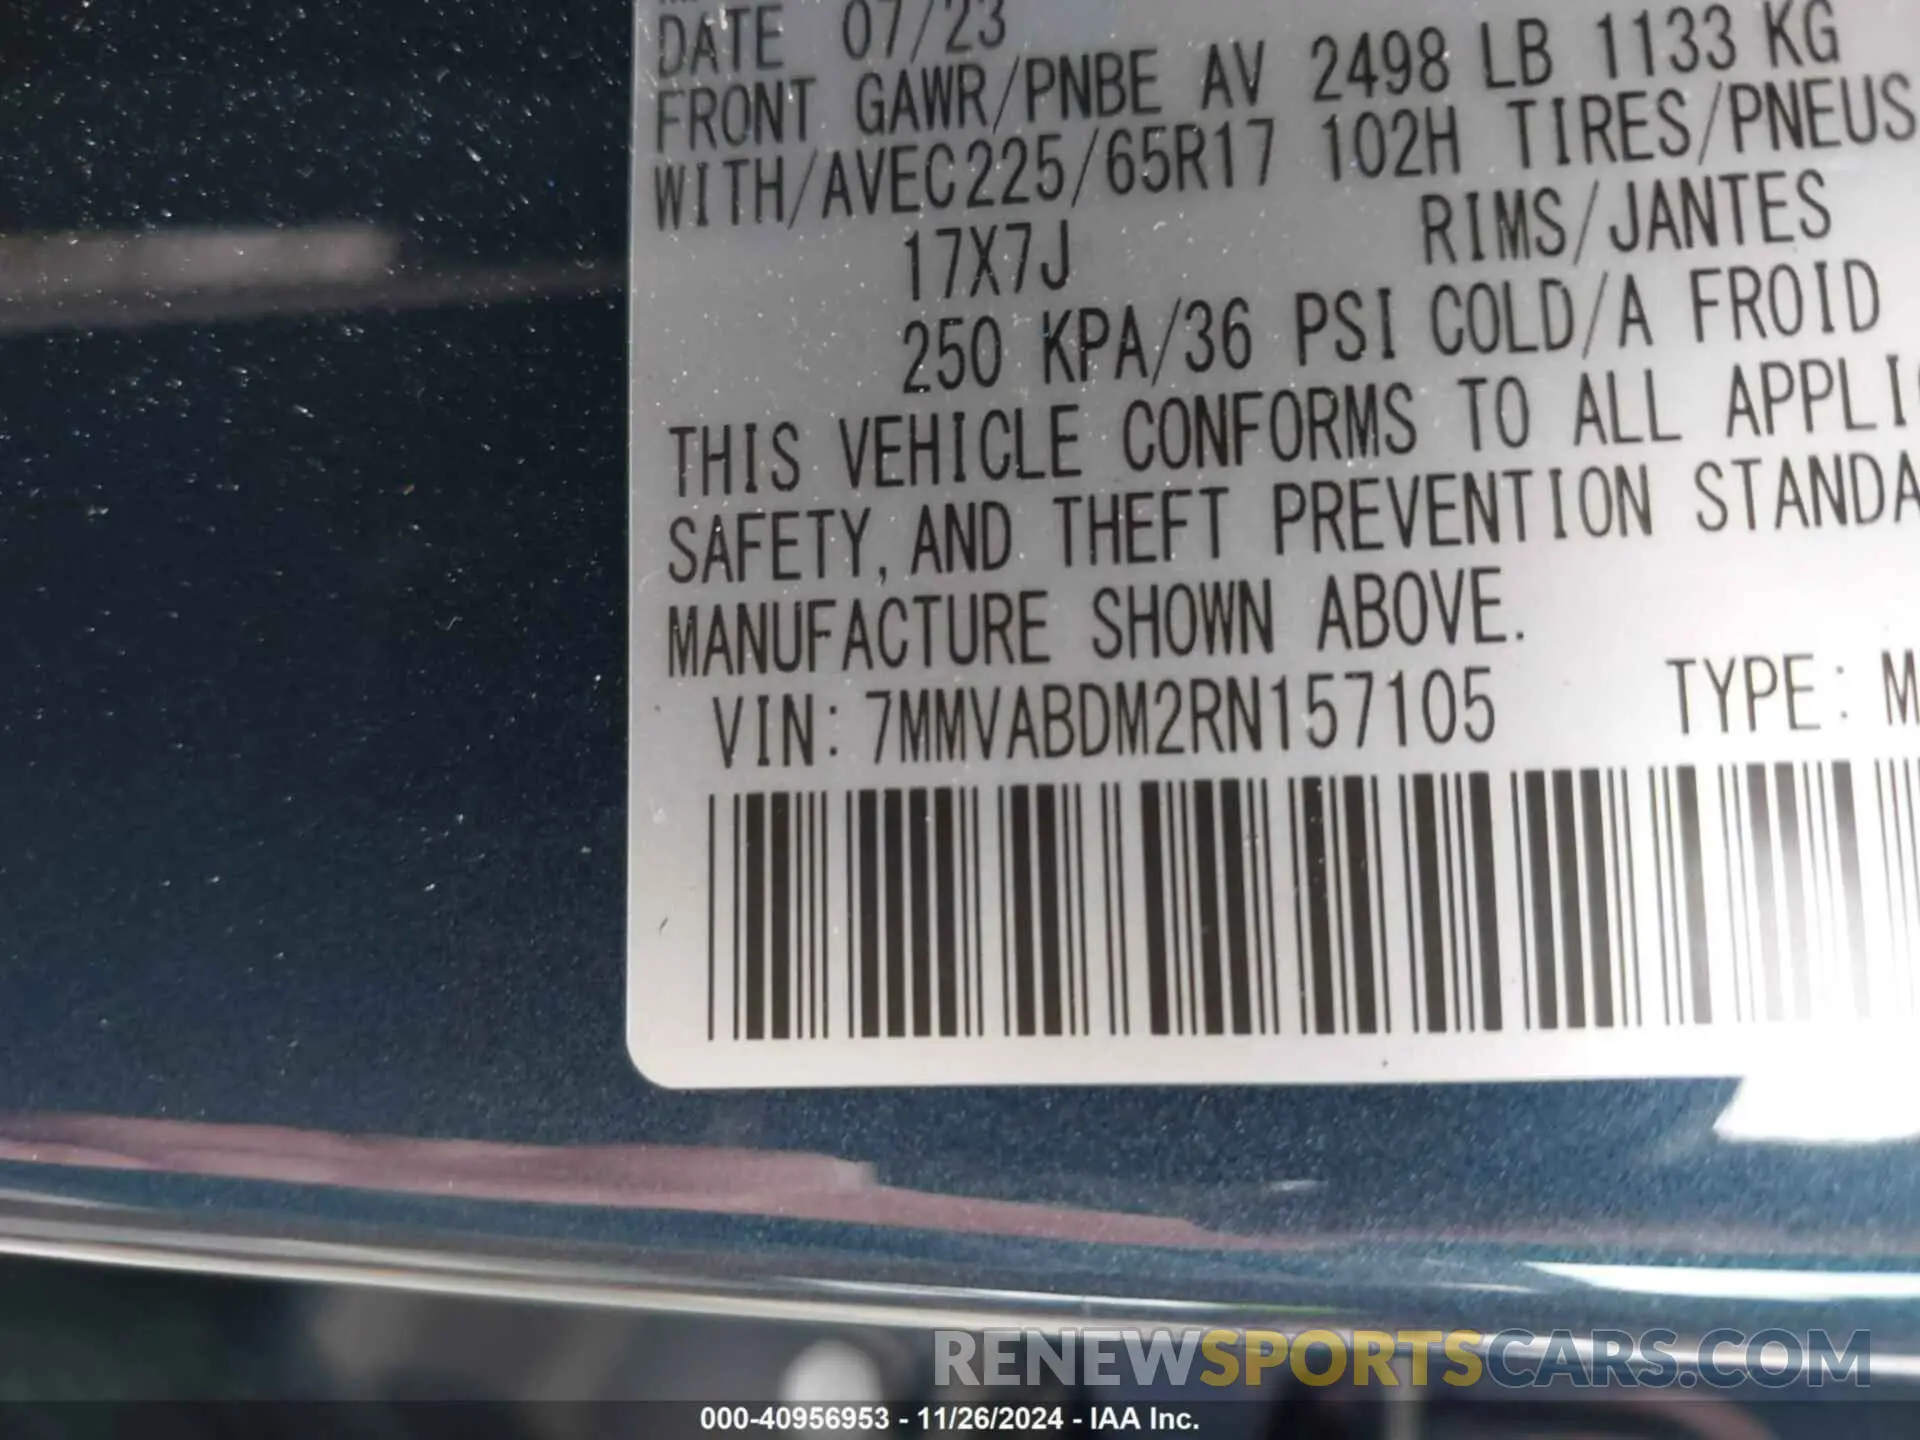 DATE 07/23
FRONT GAWR/PNBE AV 2498 LB 1133 KG
WITH/AVEC225/65R17 102H TIRES/PNEUS
17X7J RIMS/JANTES
250 KPA/36 PSI COLD/A FROID
THIS VEHICLE CONFORMS TO ALL
SAFETY, AND THEFT PREVENTION
MANUFACTURE SHOWN ABOVE.
VIN: 7MMVABDM2RN157105 TYPE:
RENEWSPORTSCARS.COM
000-40956953 - 11/26/2024 - IAA Inc.